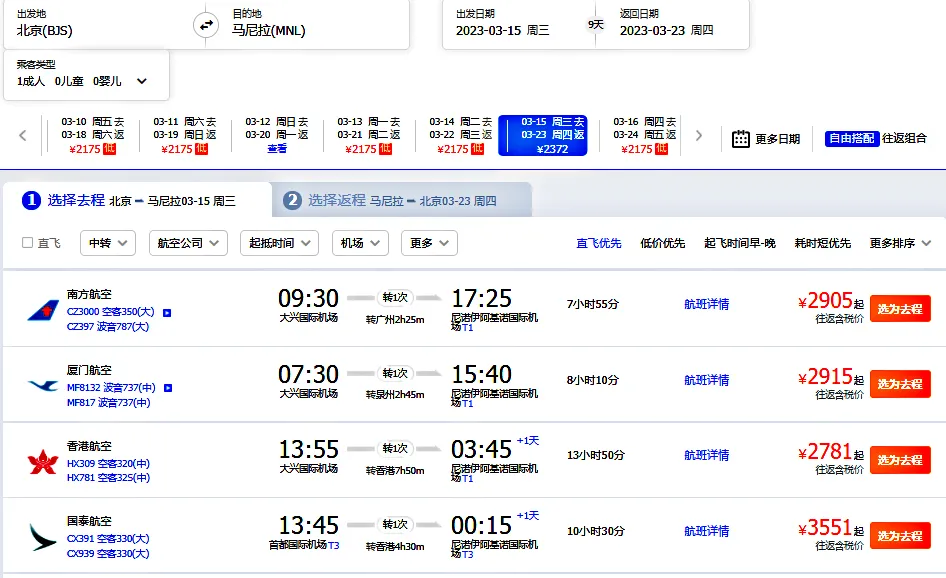 出发地
目的地
北京(BJS)
马尼拉(MNL)
出发日期
返回日期
2023-03-15 周三
9天
2023-03-23 周四
乘客类型
1成人 0儿童 0婴儿
03-10 周五 去
03-18 周六 返
¥2175 低
03-11 周六 去
03-19 周日 返
¥2175 低
03-12 周日 去
03-20 周一 返
查看
03-13 周一 去
03-21 周二 返
¥2175 低
03-14 周二 去
03-22 周三 返
¥2175 低
03-15 周三 去
03-23 周四 返
¥2372
03-16 周四 去
03-24 周五 返
¥2175 低
更多日期
自由搭配 往返组合
1 选择去程 北京 马尼拉03-15 周三
2 选择返程 马尼拉 北京03-23 周四
直飞 中转 航空公司 起抵时间 机场 更多
直飞优先 低价优先 起飞时间早-晚 耗时短优先 更多排序
南方航空
CZ3000 空客350(大)
CZ397 波音787(大)
09:30
大兴国际机场
转1次
转广州2h25m
17:25
尼诺伊阿基诺国际机
场T1
7小时55分
航班详情
¥2905起
往返含税价
选为去程
厦门航空
MF8132 波音737(中)
MF817 波音737(中)
07:30
大兴国际机场
转1次
转泉州2h45m
15:40
尼诺伊阿基诺国际机
场T1
8小时10分
航班详情
¥2915起
往返含税价
选为去程
香港航空
HX309 空客320(中)
HX781 空客325(中)
13:55
大兴国际机场
转1次
转香港7h50m
03:45 +1天
尼诺伊阿基诺国际机
场T1
13小时50分
航班详情
¥2781起
往返含税价
选为去程
国泰航空
CX391 空客330(大)
CX939 空客330(大)
13:45
首都国际机场T3
转1次
转香港4h30m
00:15 +1天
尼诺伊阿基诺国际机
场T3
10小时30分
航班详情
¥3551起
往返含税价
选为去程